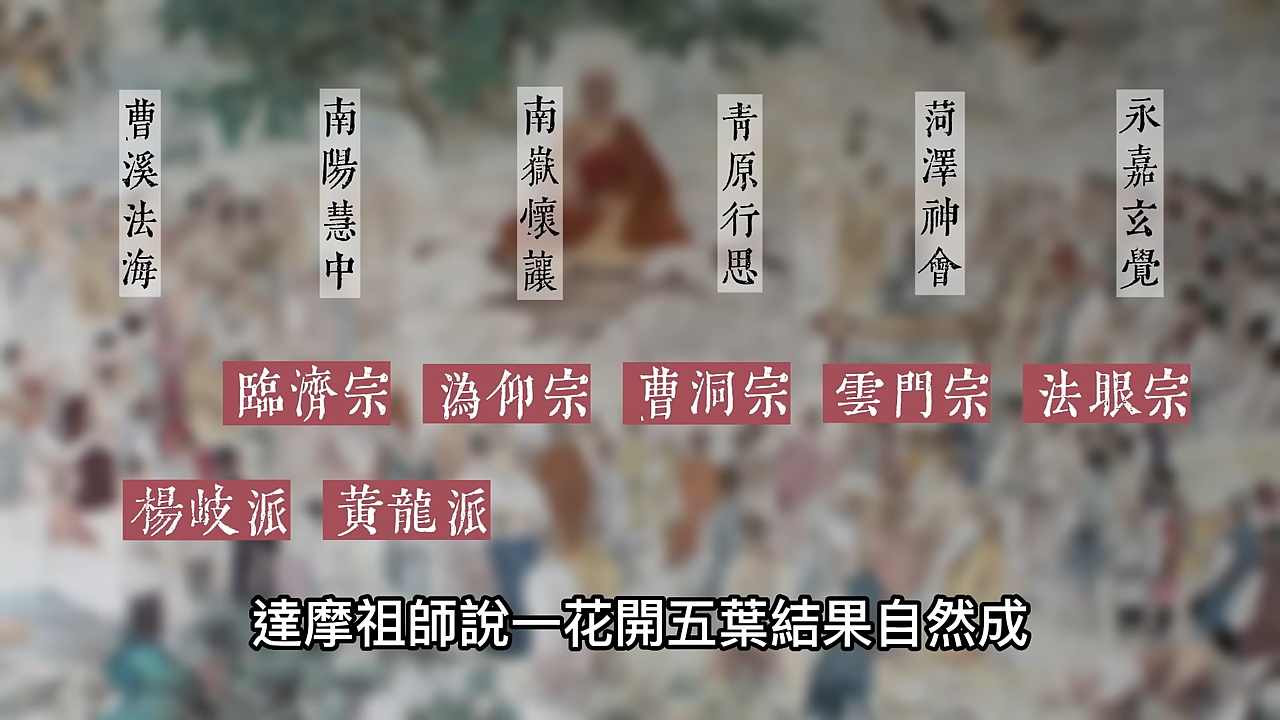 曹溪法海
南陽慧中
南嶽懷讓
青原行思
菏澤神會
永嘉玄覺
臨濟宗
溈仰宗
曹洞宗
雲門宗
法眼宗
楊岐派
黃龍派
達摩祖師說一花開五葉結果自然成